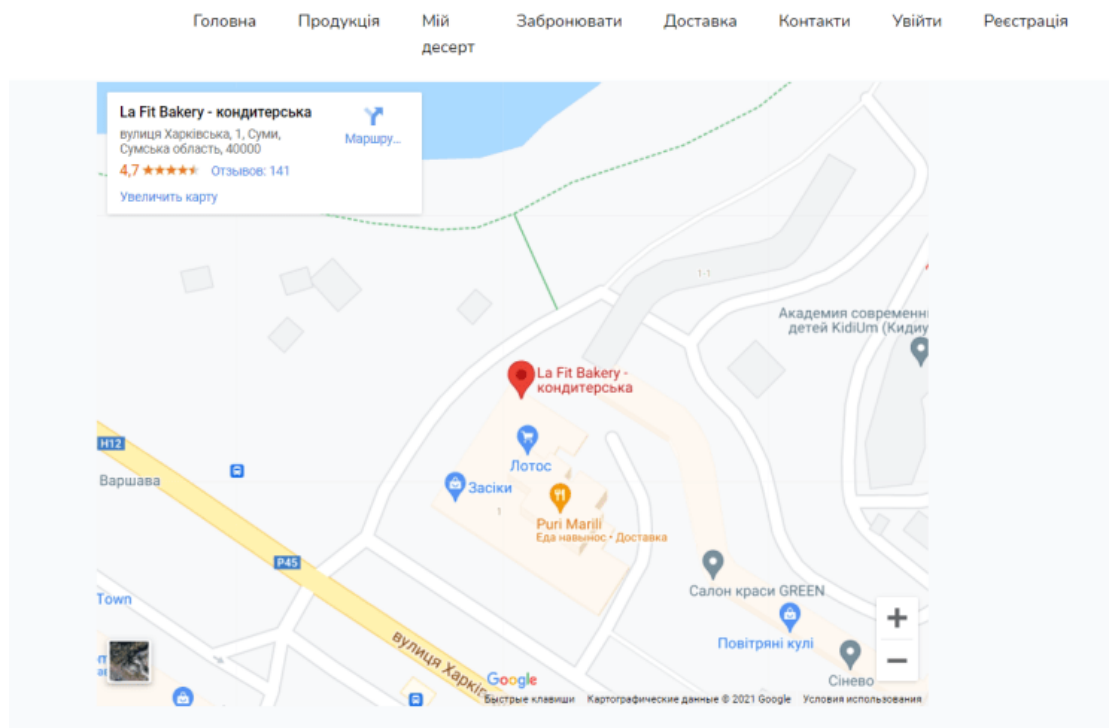 Головна Продукція Мій десерт Забронювати Доставка Контакти Увійти Реєстрація
La Fit Bakery - кондитерська
вулиця Харківська, 1, Суми,
Сумська область, 40000
4,7 Отзывов: 141
Увеличить карту
Маршру...
1-1
Академия современн
детей KidiUm (Кидиу
La Fit Bakery -
кондитерська
H12
Лотос
Варшава
Засіки
1
Puri Marili
Еда навынос • Доставка
P45
Салон краси GREEN
Town
Повітряні кулі
вулиця Харкі
Сінево
Google
Быстрые клавиши Картографические данные © 2021 Google Условия использования